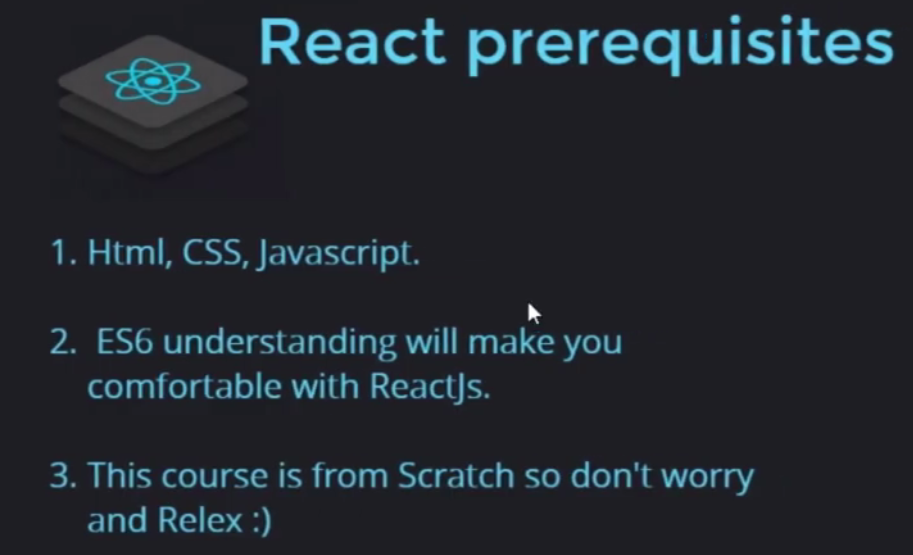 React prerequisites
1. Html, CSS, Javascript.
2. ES6 understanding will make you
comfortable with ReactJs.
3. This course is from Scratch so don't worry
and Relex :)